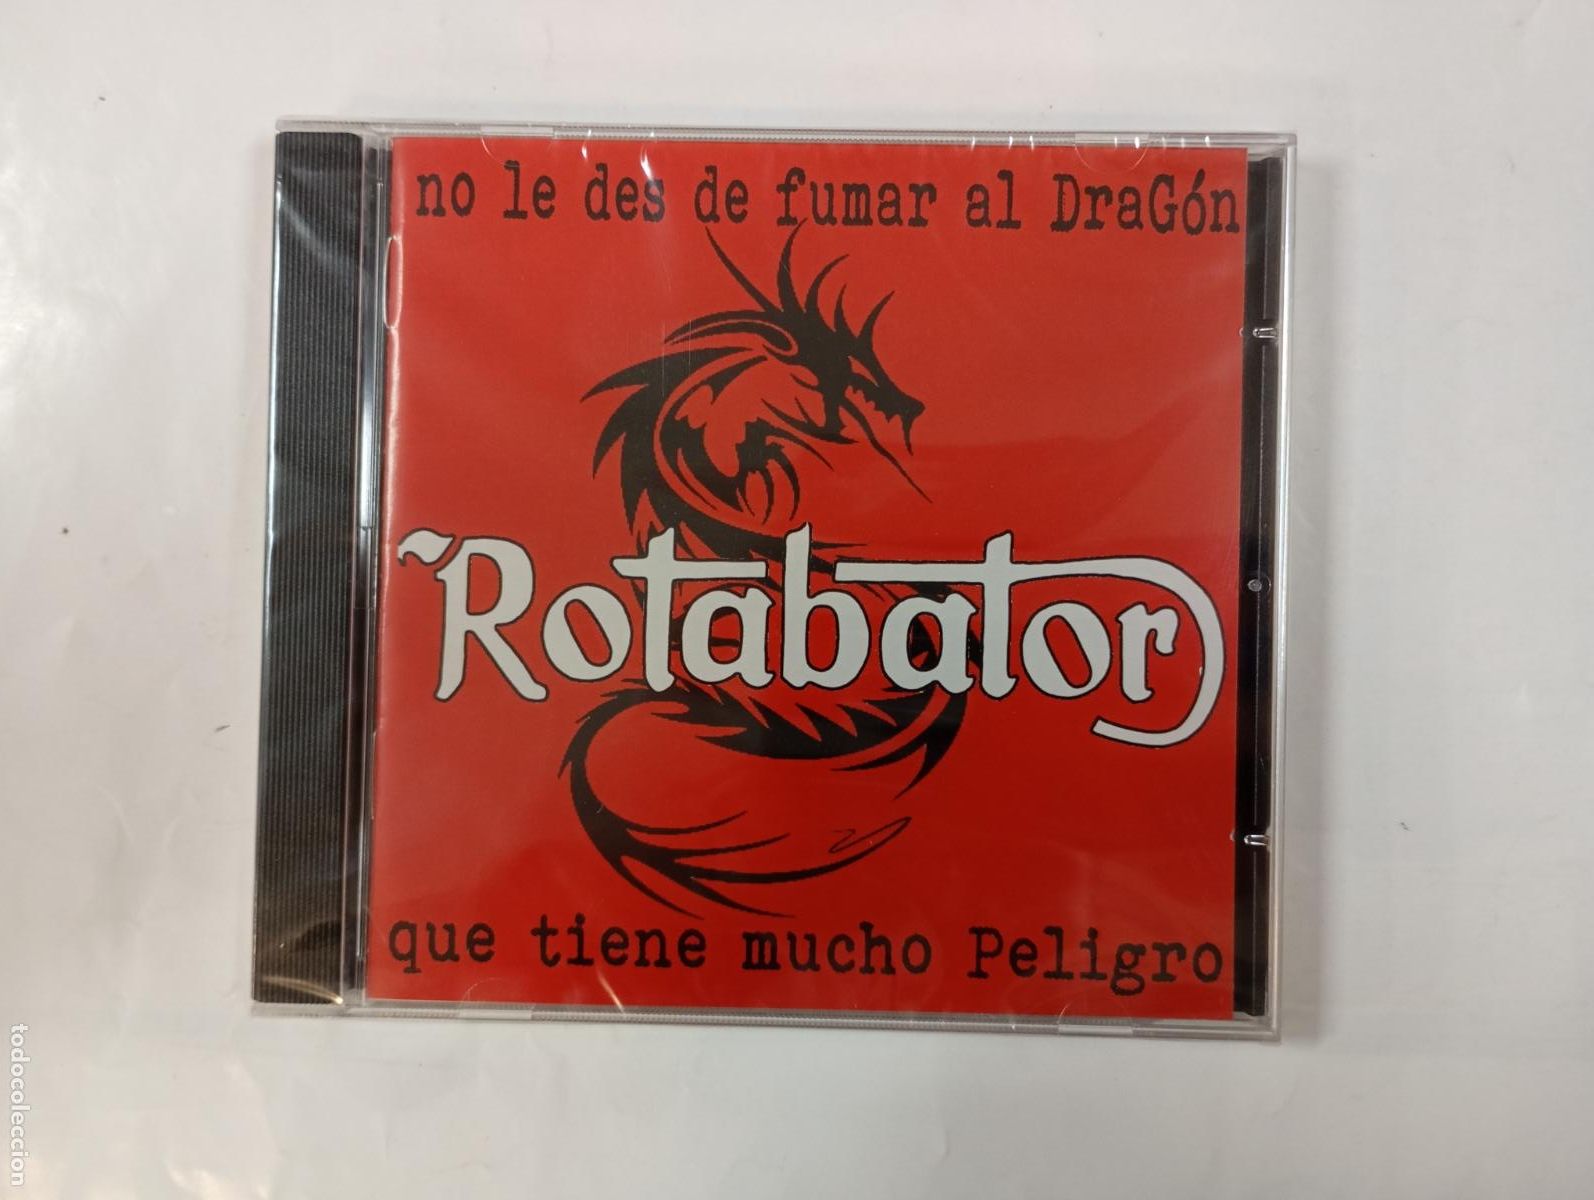 no le des de fumar al DraGón
Rotabator
que tiene mucho Peligro
todocoleccion